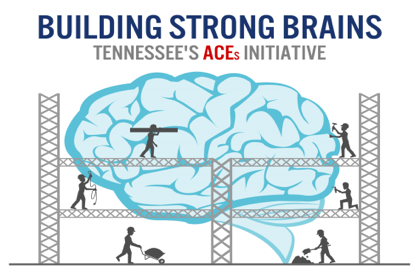 BUILDING STRONG BRAINS
TENNESSEE'S ACEs INITIATIVE